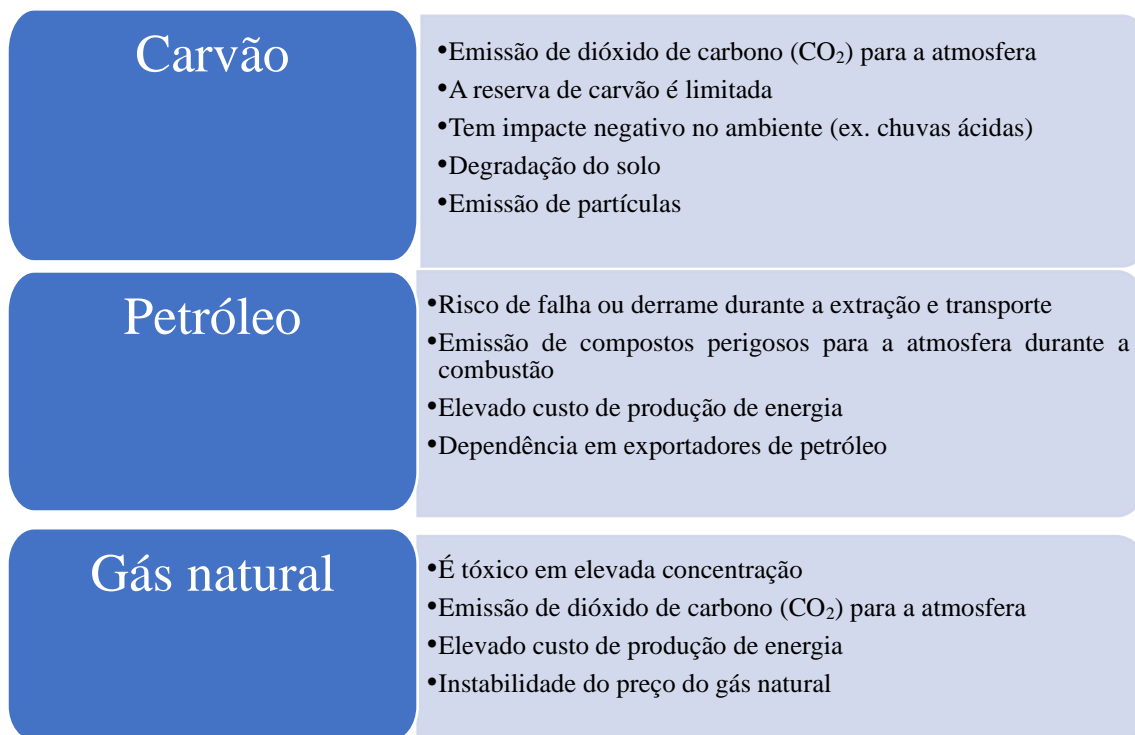 Carvão
•Emissão de dióxido de carbono (CO₂) para a atmosfera
•A reserva de carvão é limitada
•Tem impacte negativo no ambiente (ex. chuvas ácidas)
•Degradação do solo
•Emissão de partículas
Petróleo
•Risco de falha ou derrame durante a extração e transporte
•Emissão de compostos perigosos para a atmosfera durante a
combustão
•Elevado custo de produção de energia
•Dependência em exportadores de petróleo
Gás natural
•É tóxico em elevada concentração
•Emissão de dióxido de carbono (CO₂) para a atmosfera
•Elevado custo de produção de energia
•Instabilidade do preço do gás natural